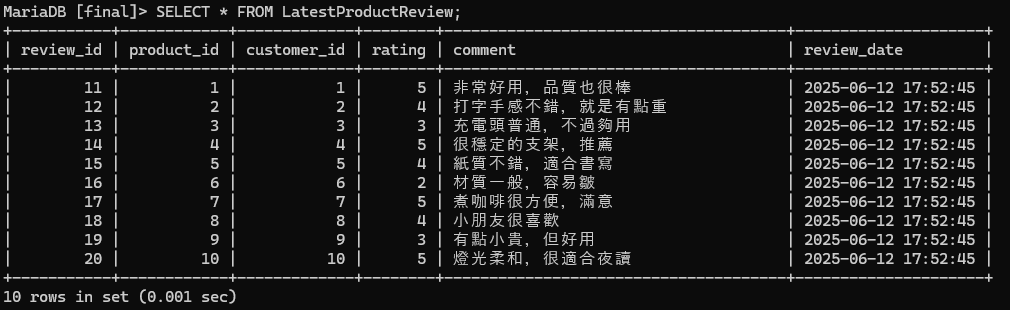 MariaDB [final]> SELECT * FROM LatestProductReview;
+-----------+------------+-------------+--------+------------------------------------+---------------------+
| review_id | product_id | customer_id | rating | comment | review_date |
+-----------+------------+-------------+--------+------------------------------------+---------------------+
| 11 | 1 | 1 | 5 | 非常好用，品質也很棒 | 2025-06-12 17:52:45 |
| 12 | 2 | 2 | 4 | 打字手感不錯，就是有點重 | 2025-06-12 17:52:45 |
| 13 | 3 | 3 | 3 | 充電頭普通，不過夠用 | 2025-06-12 17:52:45 |
| 14 | 4 | 4 | 5 | 很穩定的支架，推薦 | 2025-06-12 17:52:45 |
| 15 | 5 | 5 | 4 | 紙質不錯，適合書寫 | 2025-06-12 17:52:45 |
| 16 | 6 | 6 | 2 | 材質一般，容易皺 | 2025-06-12 17:52:45 |
| 17 | 7 | 7 | 5 | 煮咖啡很方便，滿意 | 2025-06-12 17:52:45 |
| 18 | 8 | 8 | 4 | 小朋友很喜歡 | 2025-06-12 17:52:45 |
| 19 | 9 | 9 | 3 | 有點小貴，但好用 | 2025-06-12 17:52:45 |
| 20 | 10 | 10 | 5 | 燈光柔和，很適合夜讀 | 2025-06-12 17:52:45 |
+-----------+------------+-------------+--------+------------------------------------+---------------------+
10 rows in set (0.001 sec)